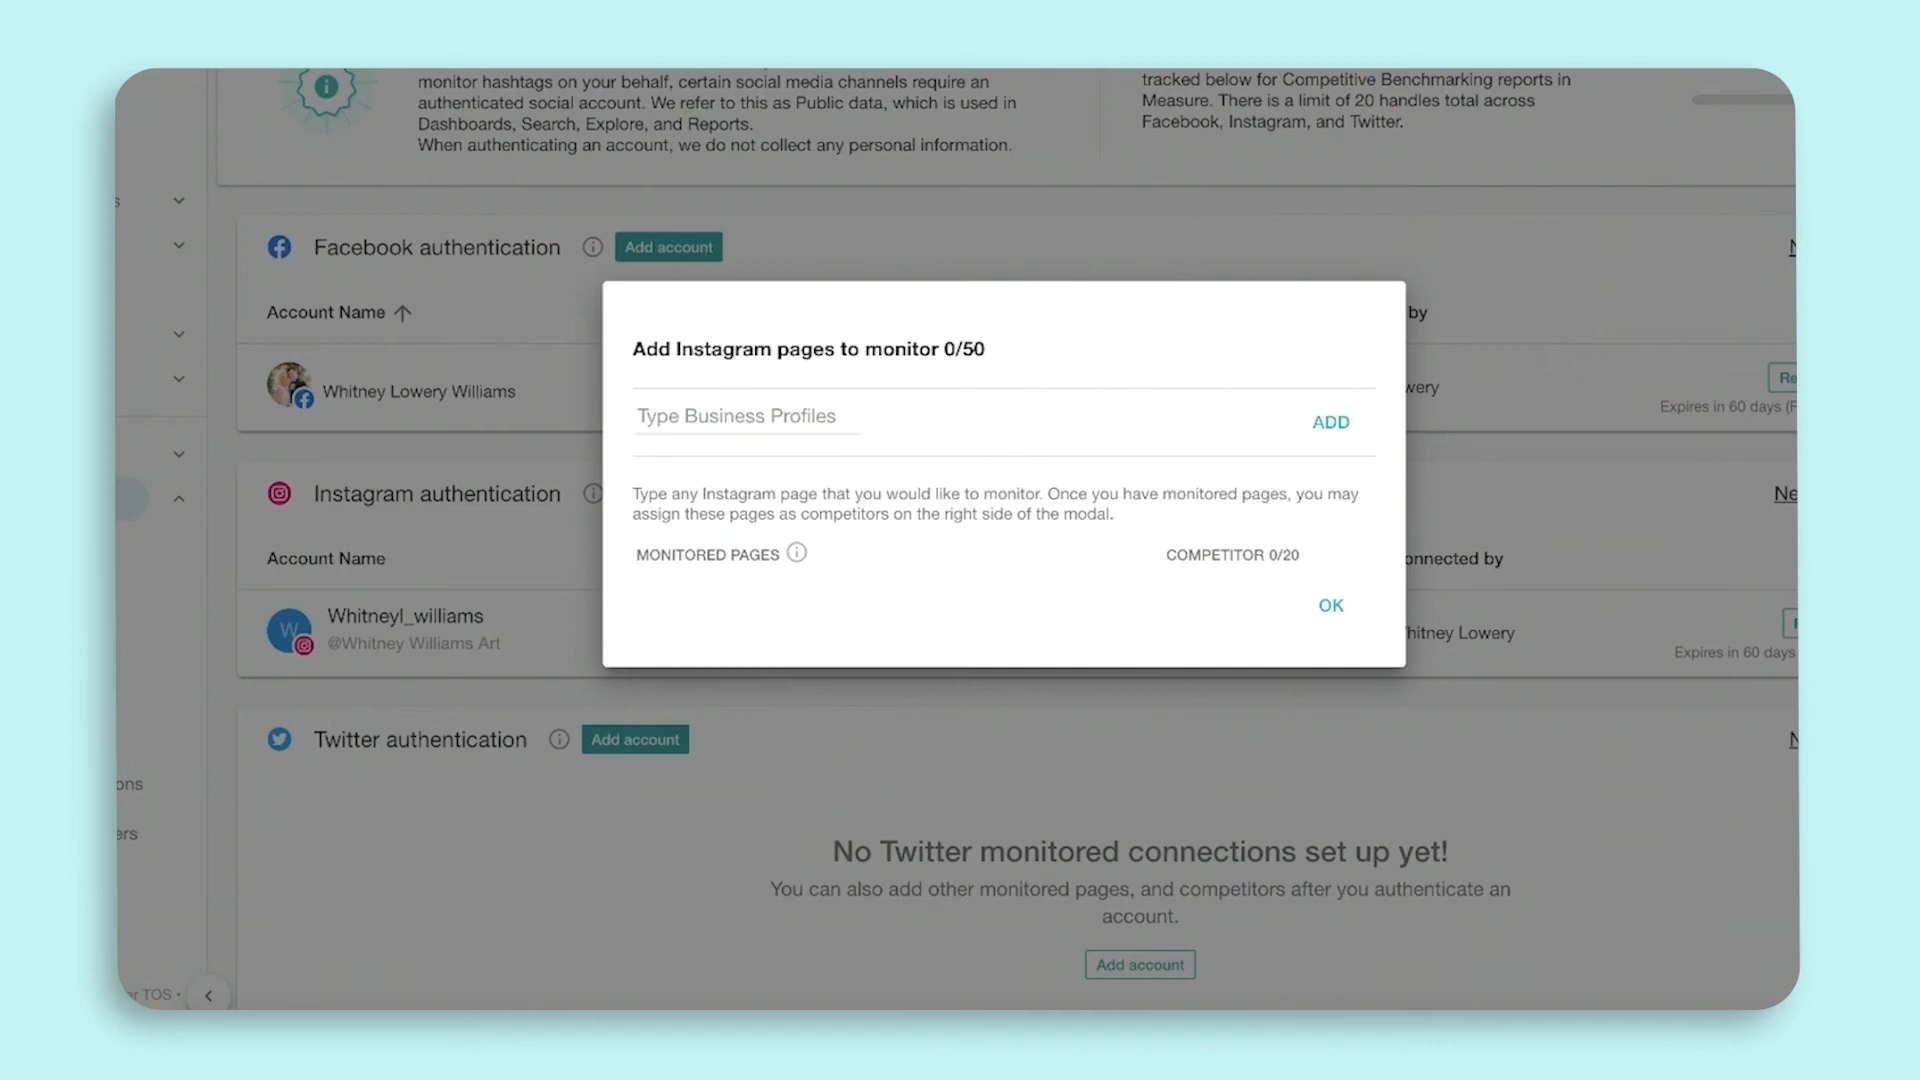 monitor hashtags on your behalf, certain social media channels require an
authenticated social account. We refer to this as Public data, which is used in
Dashboards, Search, Explore, and Reports.
When authenticating an account, we do not collect any personal information.
tracked below for Competitive Benchmarking reports in
Measure. There is a limit of 20 handles total across
Facebook, Instagram, and Twitter.
s
Facebook authentication
Add account
Account Name
by
Whitney Lowery Williams
wery
Re
Expires in 60 days (F
Add Instagram pages to monitor 0/50
Type Business Profiles
ADD
Type any Instagram page that you would like to monitor. Once you have monitored pages, you may
assign these pages as competitors on the right side of the modal.
MONITORED PAGES
COMPETITOR 0/20
OK
Instagram authentication
Ne
Account Name
onnected by
Whitneyl_williams
@Whitney Williams Art
W
hitney Lowery
Expires in 60 days
Twitter authentication
Add account
No Twitter monitored connections set up yet!
You can also add other monitored pages, and competitors after you authenticate an
account.
Add account
ons
ers
er TOS •